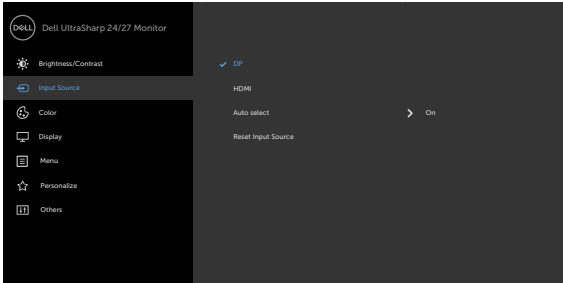 DELL
Dell UltraSharp 24/27 Monitor
Brightness/Contrast
Input Source
Color
Display
Menu
Personalize
Others
DP
HDMI
Auto select On
Reset Input Source